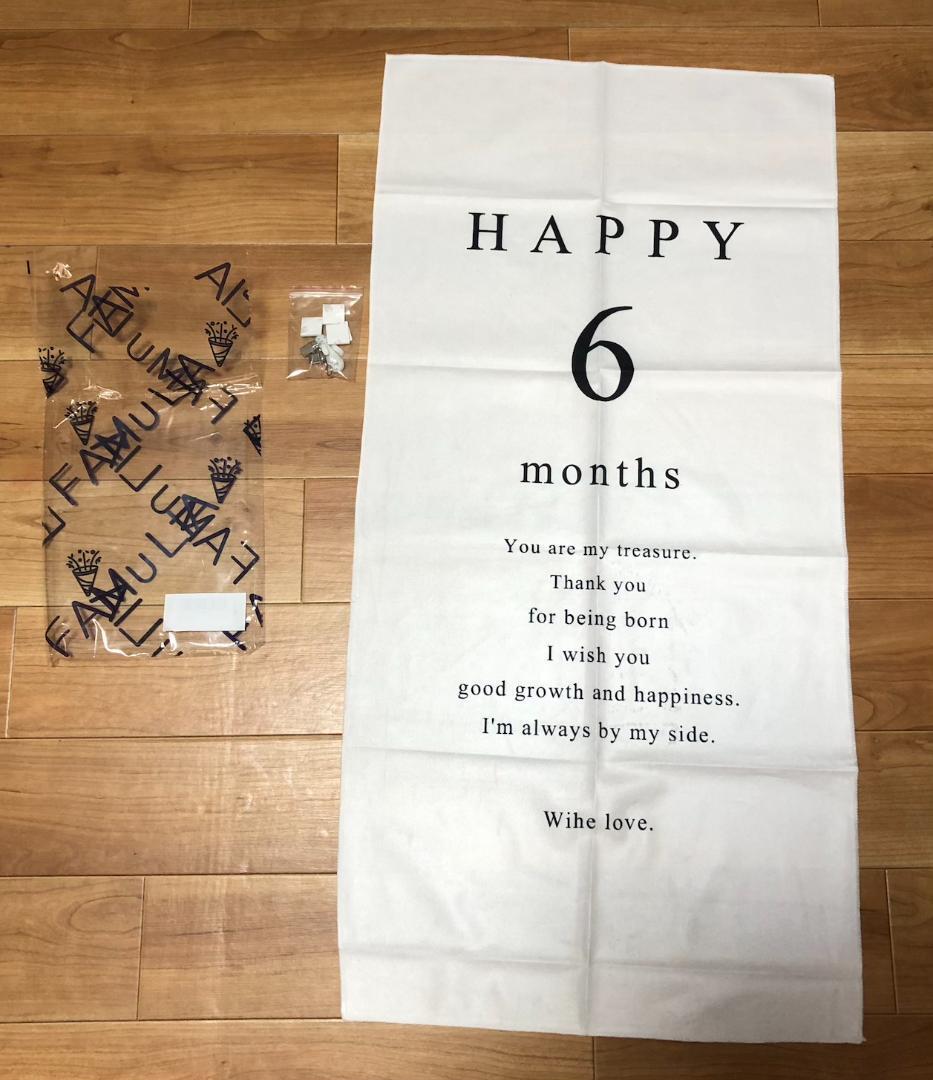 HAPPY
6
months
You are my treasure.
Thank you
for being born
I wish you
good growth and happiness.
I'm always by my side.
Wihe love.